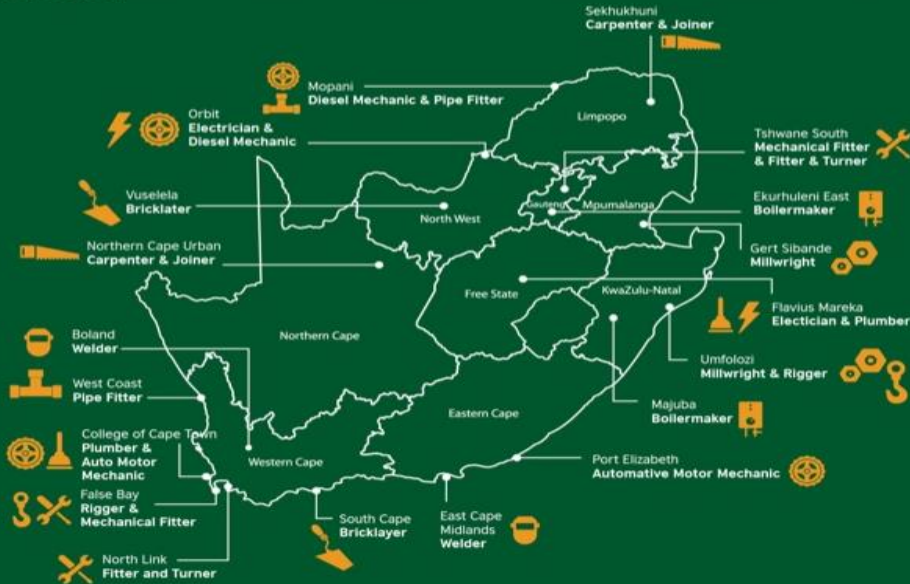 Sekhukhuni
Carpenter & Joiner
Mopani
Diesel Mechanic & Pipe Fitter
Limpopo
Orbit
Electrician &
Diesel Mechanic
Tshwane South
Mechanical Fitter
& Fitter & Turner
Vuselela
Bricklater
North West
Gauteng
Mpumalanga
Ekurhuleni East
Boilermaker
Northern Cape Urban
Carpenter & Joiner
Gert Sibande
Millwright
Free State
KwaZulu-Natal
Flavius Mareka
Electician & Plumber
Northern Cape
Boland
Welder
Umfolozi
Millwright & Rigger
West Coast
Pipe Fitter
Majuba
Boilermaker
Eastern Cape
College of Cape Town
Plumber &
Auto Motor
Mechanic
Western Cape
Port Elizabeth
Automative Motor Mechanic
False Bay
Rigger &
Mechanical Fitter
South Cape
Bricklayer
East Cape
Midlands
Welder
North Link
Fitter and Turner